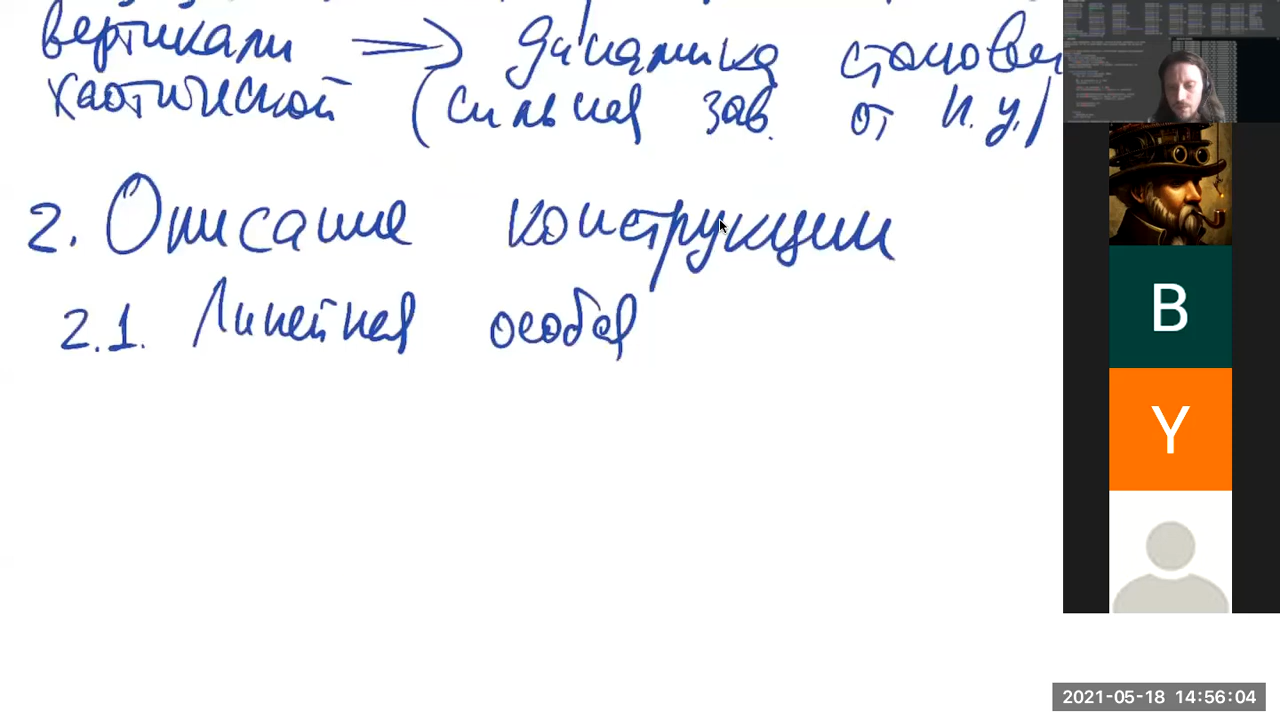 вертикали => динамика станови
хаотической (сильная зав. от н.у.)
2. Описание конструкции
2.1. Линейная особая
B
Y
2021-05-18 14:56:04